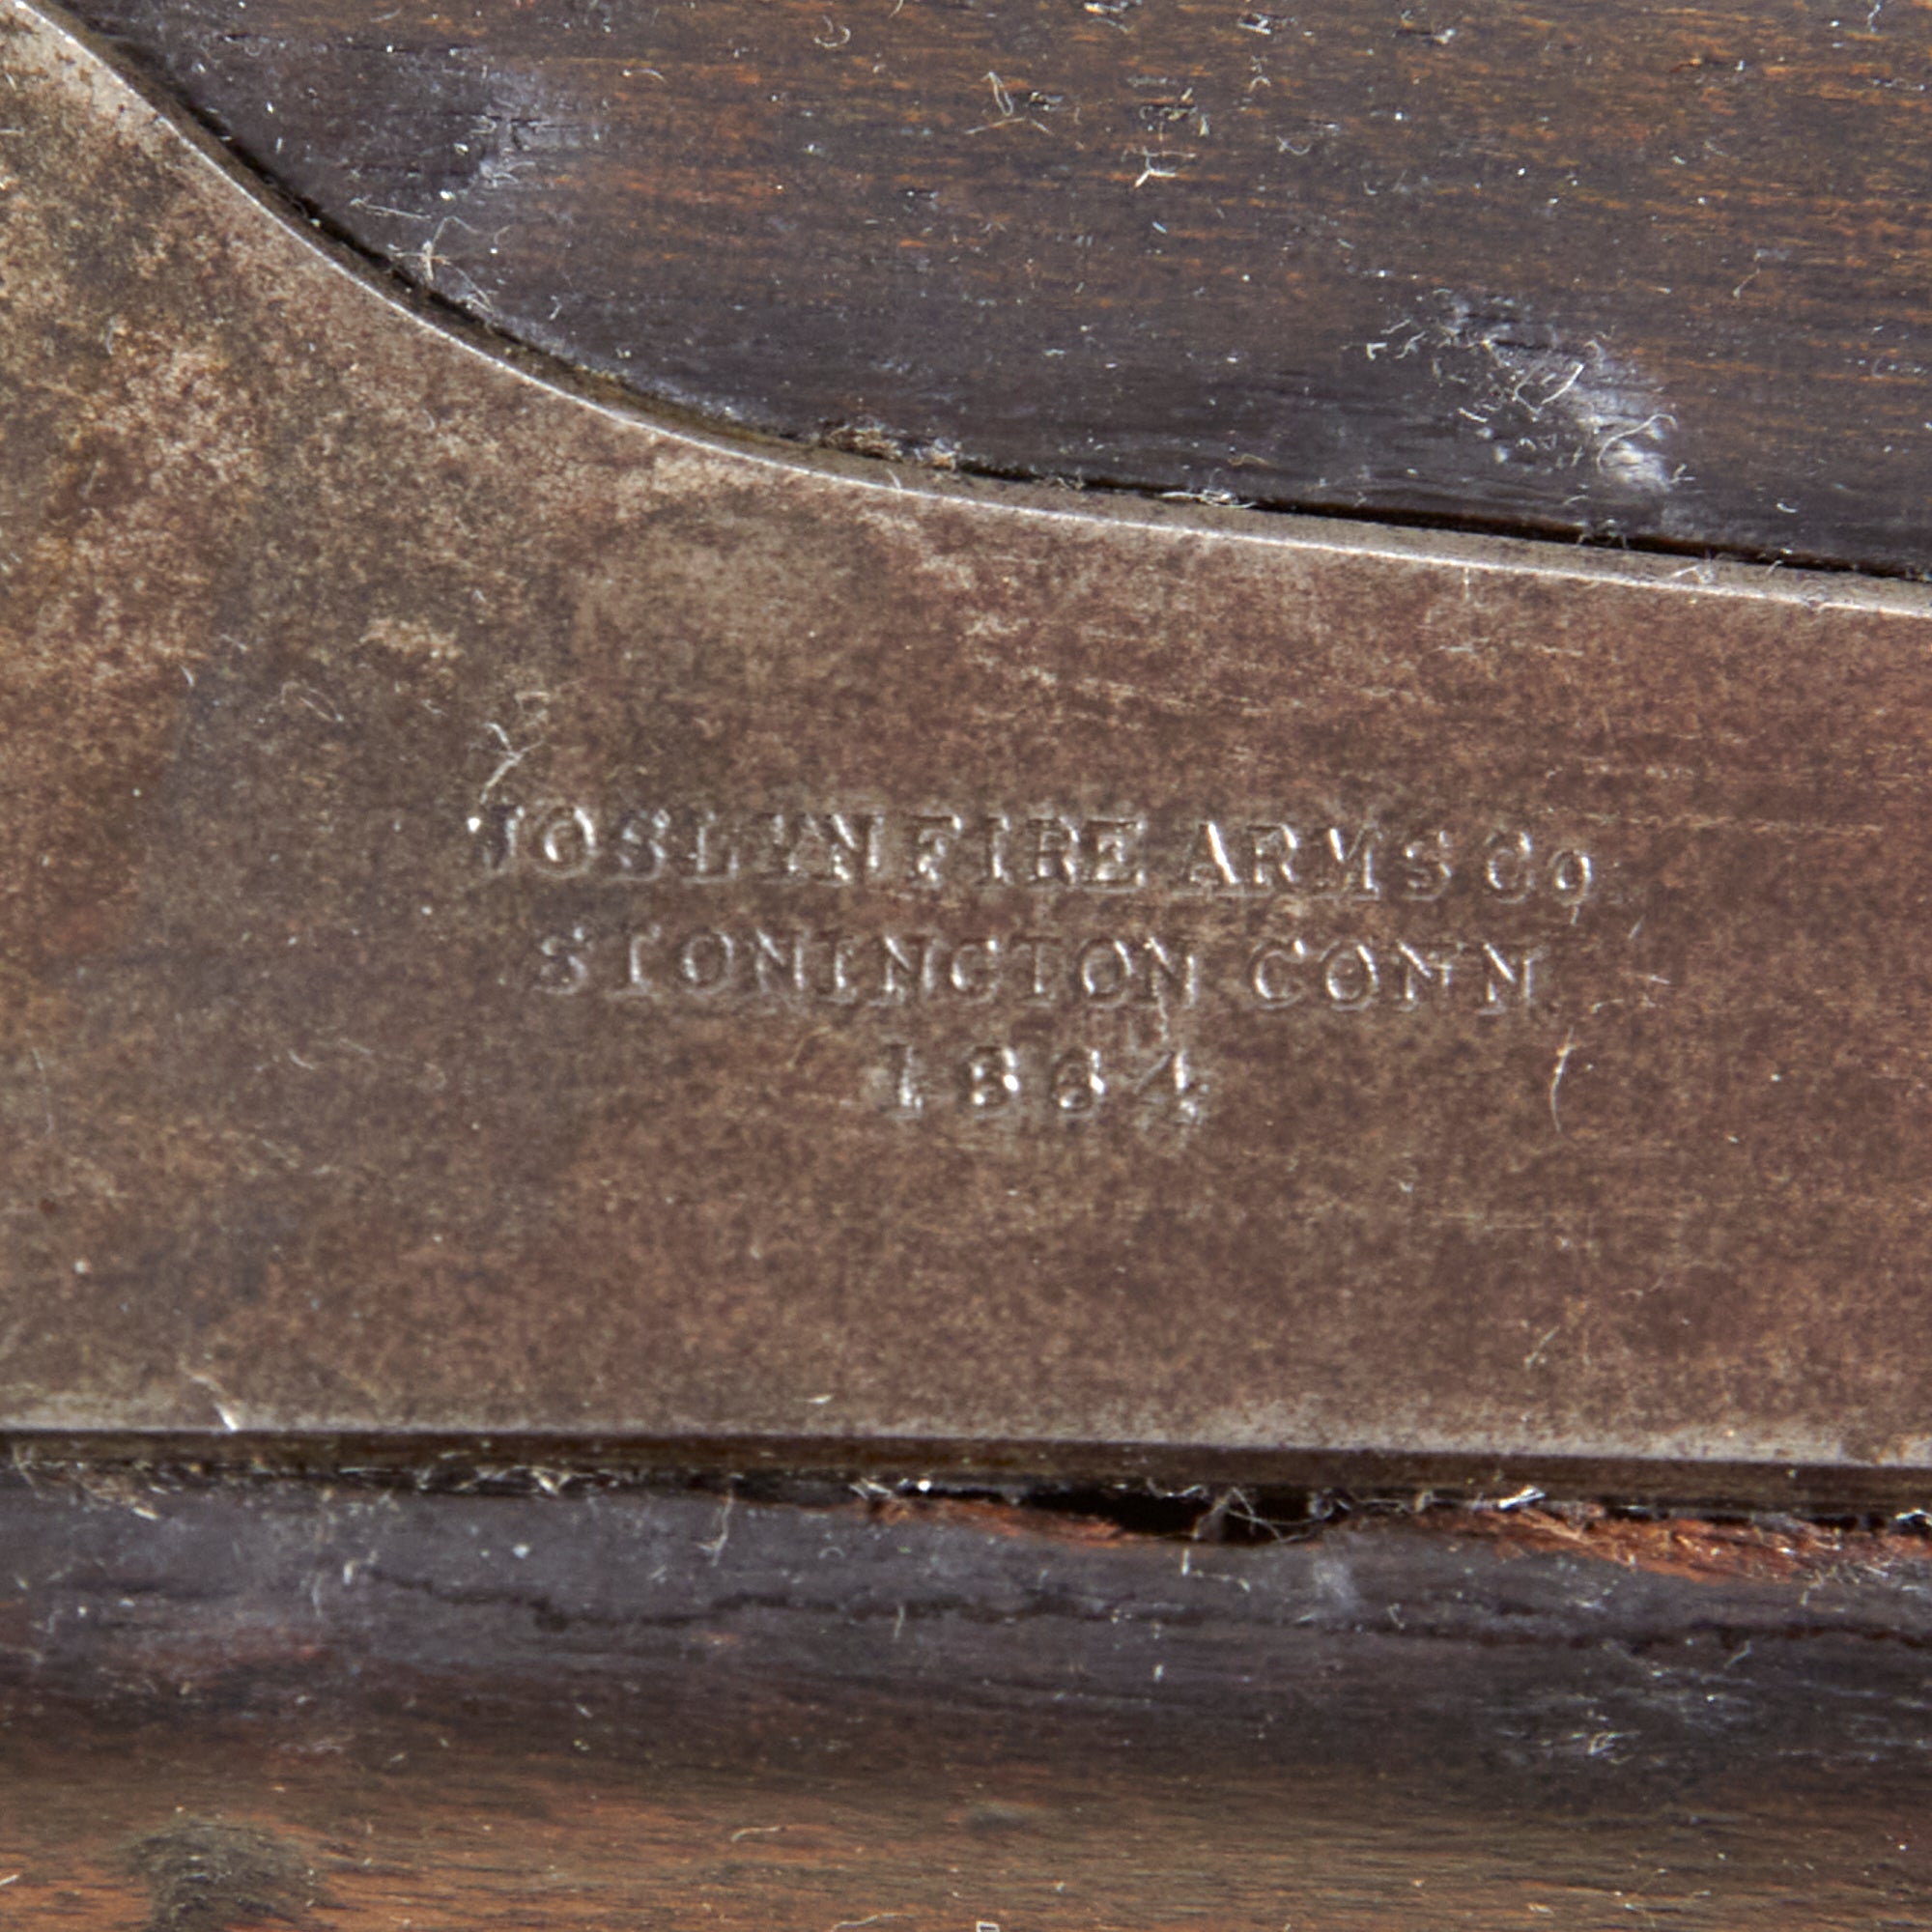 JOSLYN FIRE ARMS Co
STONINGTON CONN
1864